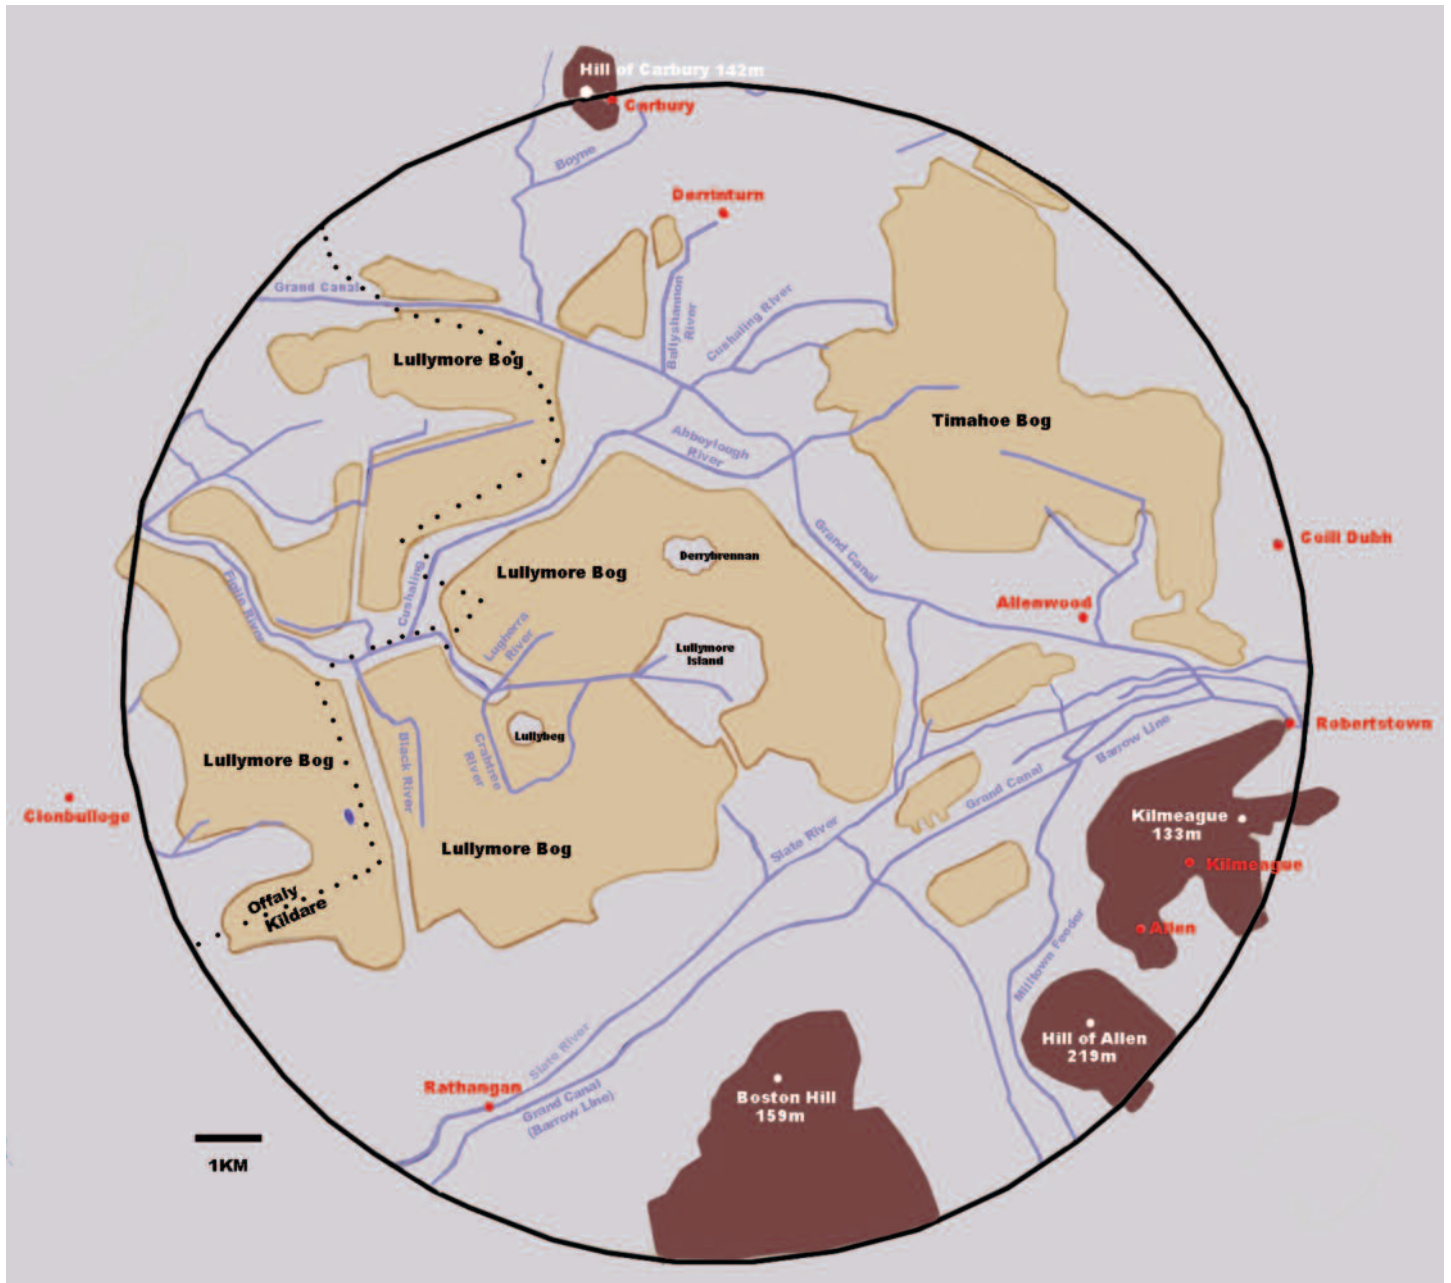 Hill of Carbury 142m
Carbury
Boyne
Derrinturn
Grand Canal
Ballyshannon
River
Cushaling River
Lullymore Bog
Timahoe Bog
Abbeylough
River
Grand Canal
Coill Dubh
Derrybrennan
Lullymore Bog
Figile River
Cushaling
Allenwood
Lugherra
River
Lullymore
Island
Robertstown
Lullybeg
Black River
Crabtree
River
Barrow Line
Lullymore Bog
Grand Canal
Clonbulloge
Kilmeague
133m
Slate River
Lullymore Bog
Kilmeague
Offaly
Kildare
Allen
Milltown Feeder
Hill of Allen
219m
Slate River
Rathangan
Boston Hill
159m
Grand Canal
(Barrow Line)
1KM